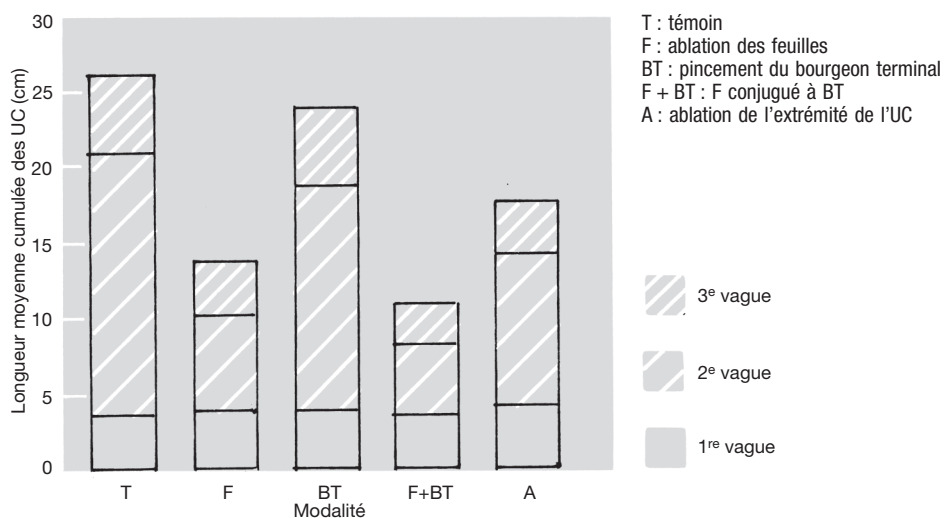 Longueur moyenne cumulée des UC (cm)
30
25
20
15
10
5
0
T
F
BT
F+BT
A
Modalité
T : témoin
F : ablation des feuilles
BT : pincement du bourgeon terminal
F + BT : F conjugué à BT
A : ablation de l'extrémité de l'UC
3e vague
2e vague
1re vague